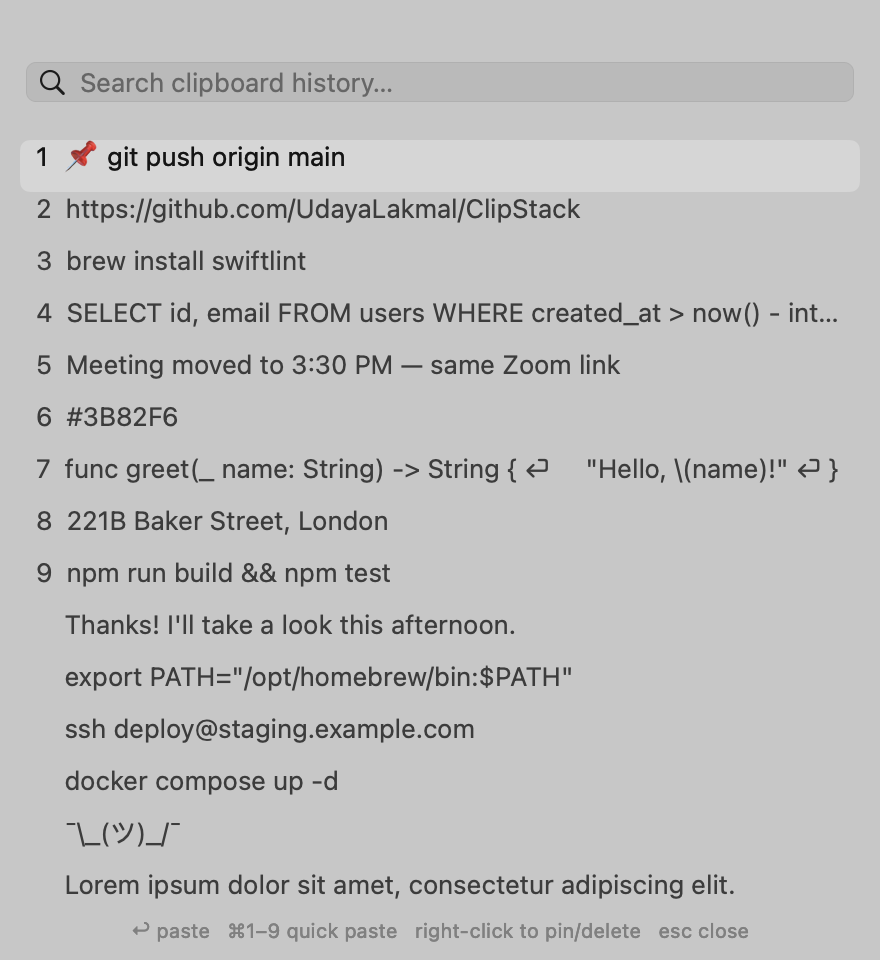 Search clipboard history...
1 📌 git push origin main
2 https://github.com/UdayaLakmal/ClipStack
3 brew install swiftlint
4 SELECT id, email FROM users WHERE created_at > now() - int...
5 Meeting moved to 3:30 PM — same Zoom link
6 #3B82F6
7 func greet(_ name: String) -> String { ⏎     "Hello, \(name)!" ⏎ }
8 221B Baker Street, London
9 npm run build && npm test
Thanks! I'll take a look this afternoon.
export PATH="/opt/homebrew/bin:$PATH"
ssh deploy@staging.example.com
docker compose up -d
¯\_(ツ)_/¯
Lorem ipsum dolor sit amet, consectetur adipiscing elit.
⏎ paste   ⌘1–9 quick paste   right-click to pin/delete   esc close